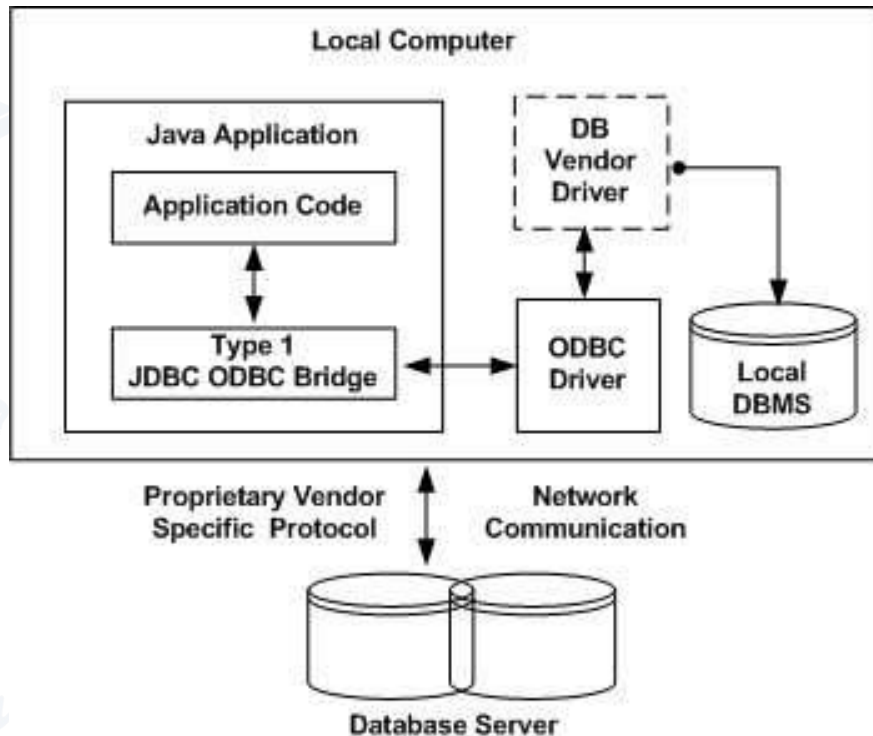 Local Computer
Java Application
Application Code
Type 1
JDBC ODBC Bridge
DB
Vendor
Driver
ODBC
Driver
Local
DBMS
Proprietary Vendor
Specific Protocol
Network
Communication
Database Server